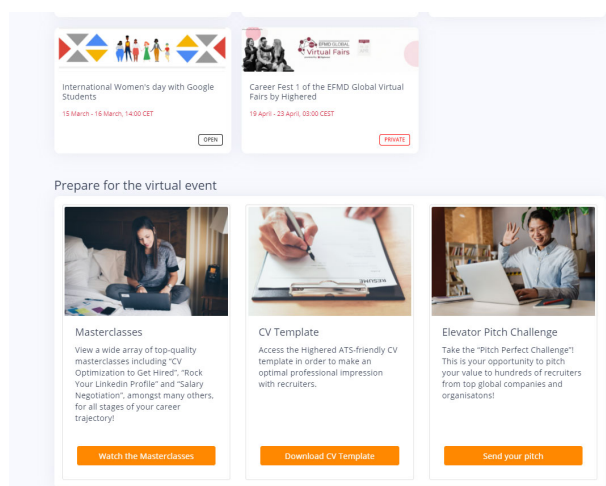 EFMD GLOBAL
Virtual Fairs
International Women's day with Google
Students
15 March - 16 March, 14:00 CET
OPEN
Career Fest 1 of the EFMD Global Virtual
Fairs by Highered
19 April - 23 April, 03:00 CEST
PRIVATE
Prepare for the virtual event
RESUME
Masterclasses
View a wide array of top-quality
masterclasses including “CV
Optimization to Get Hired”, “Rock
Your Linkedin Profile” and “Salary
Negotiation”, amongst many others,
for all stages of your career
trajectory!
Watch the Masterclasses
CV Template
Access the Highered ATS-friendly CV
template in order to make an
optimal professional impression
with recruiters.
Download CV Template
Elevator Pitch Challenge
Take the “Pitch Perfect Challenge”!
This is your opportunity to pitch
your value to hundreds of recruiters
from top global companies and
organisatons!
Send your pitch